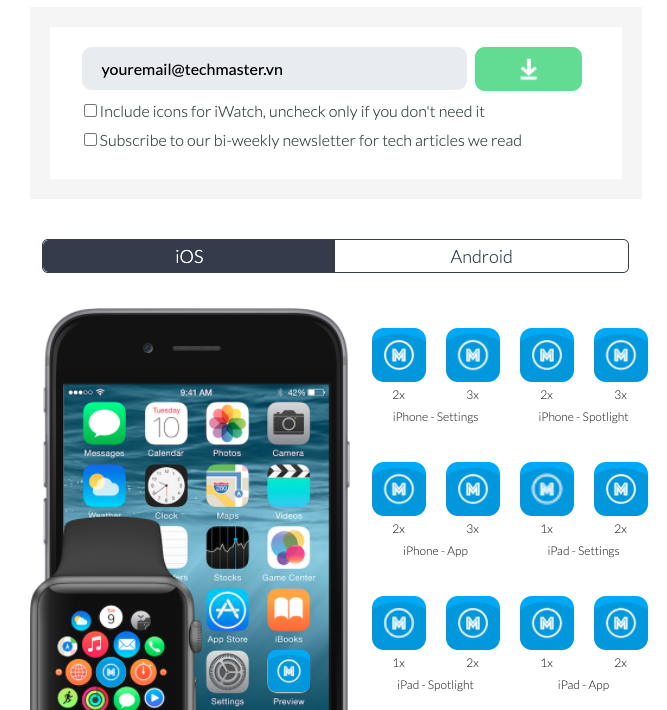 youremail@techmaster.vn
Include icons for iWatch, uncheck only if you don't need it
Subscribe to our bi-weekly newsletter for tech articles we read
iOS Android
9:41 AM 42%
Tuesday
10
Messages Calendar Photos Camera
280
Weather Clock Maps Videos
Stocks Game Center
App Store iBooks
Settings Preview
Tue
9
M
M M M M
2x 3x 2x 3x
iPhone - Settings iPhone - Spotlight
M M M M
2x 3x 1x 2x
iPhone - App iPad - Settings
M M M M
1x 2x 1x 2x
iPad - Spotlight iPad - App